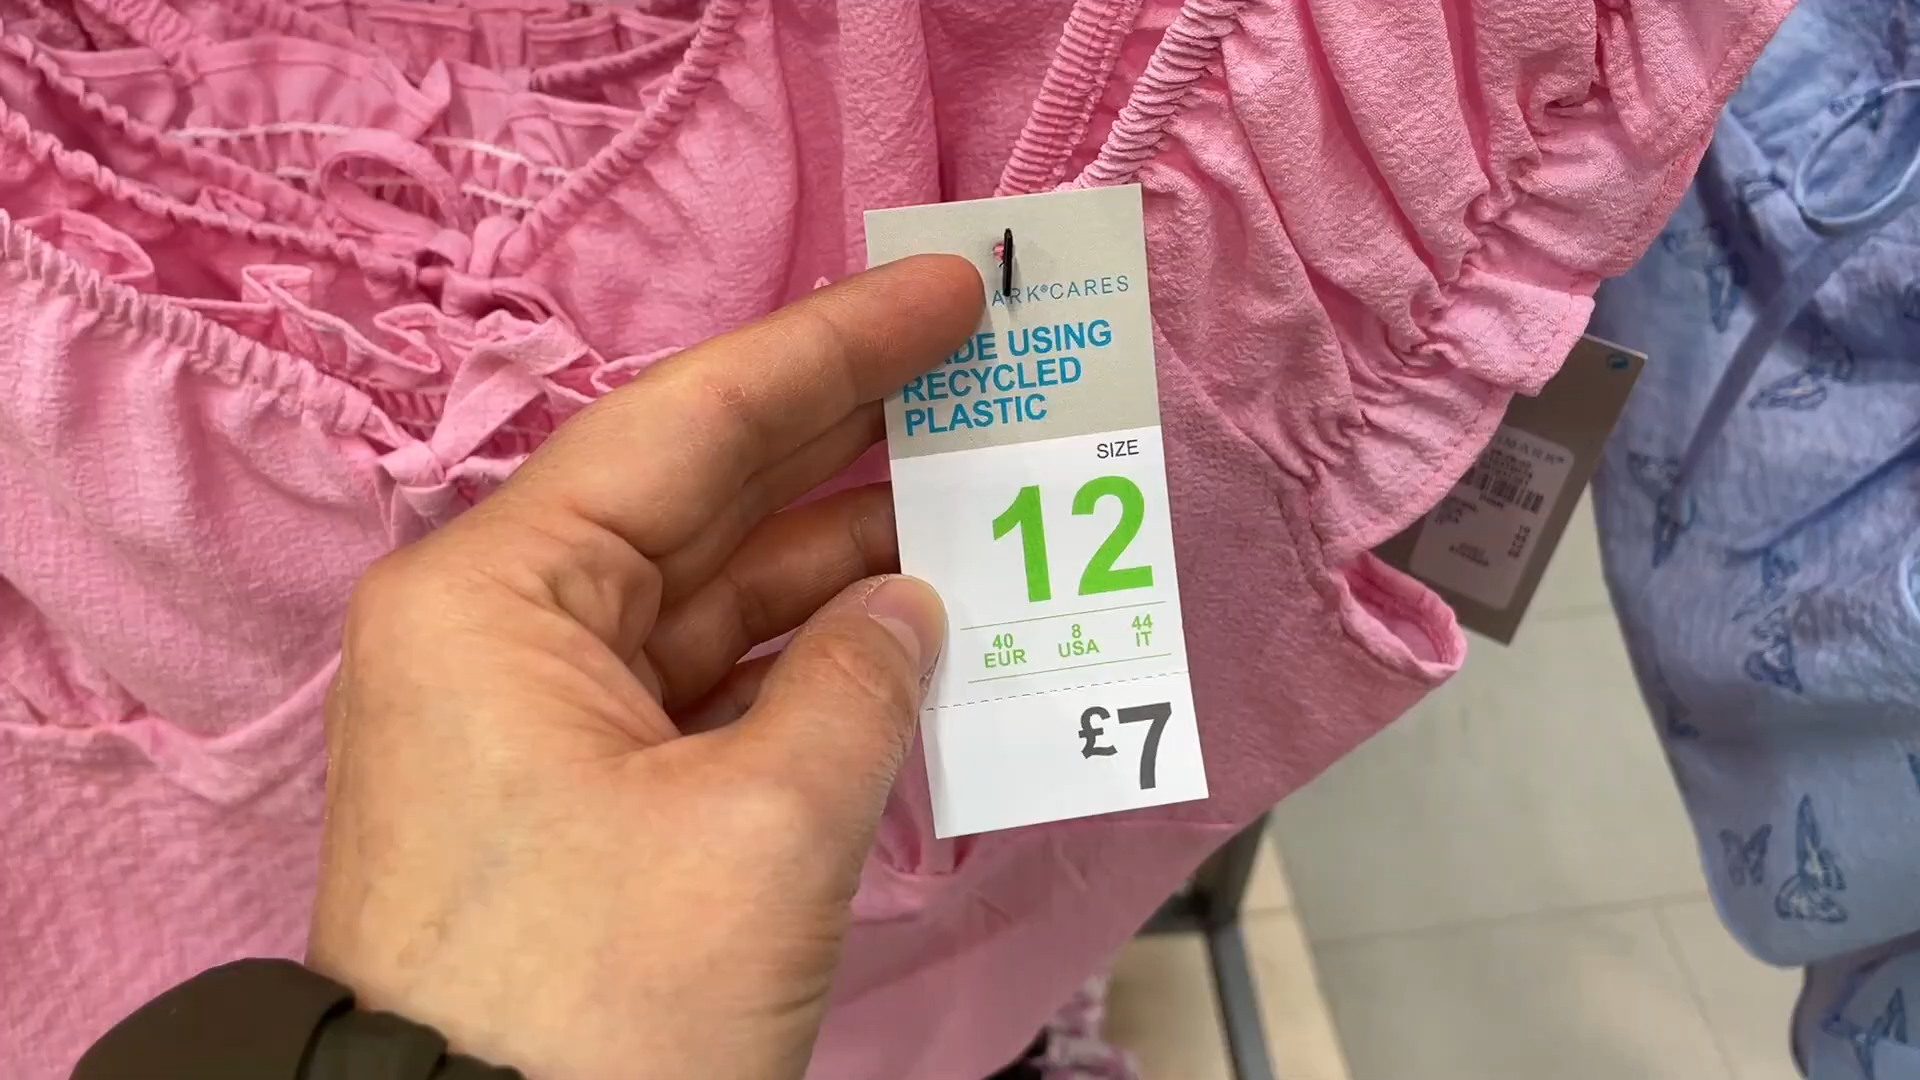 ARK®CARES
ADE USING
RECYCLED
PLASTIC
SIZE
12
40 8 44
EUR USA IT
£7